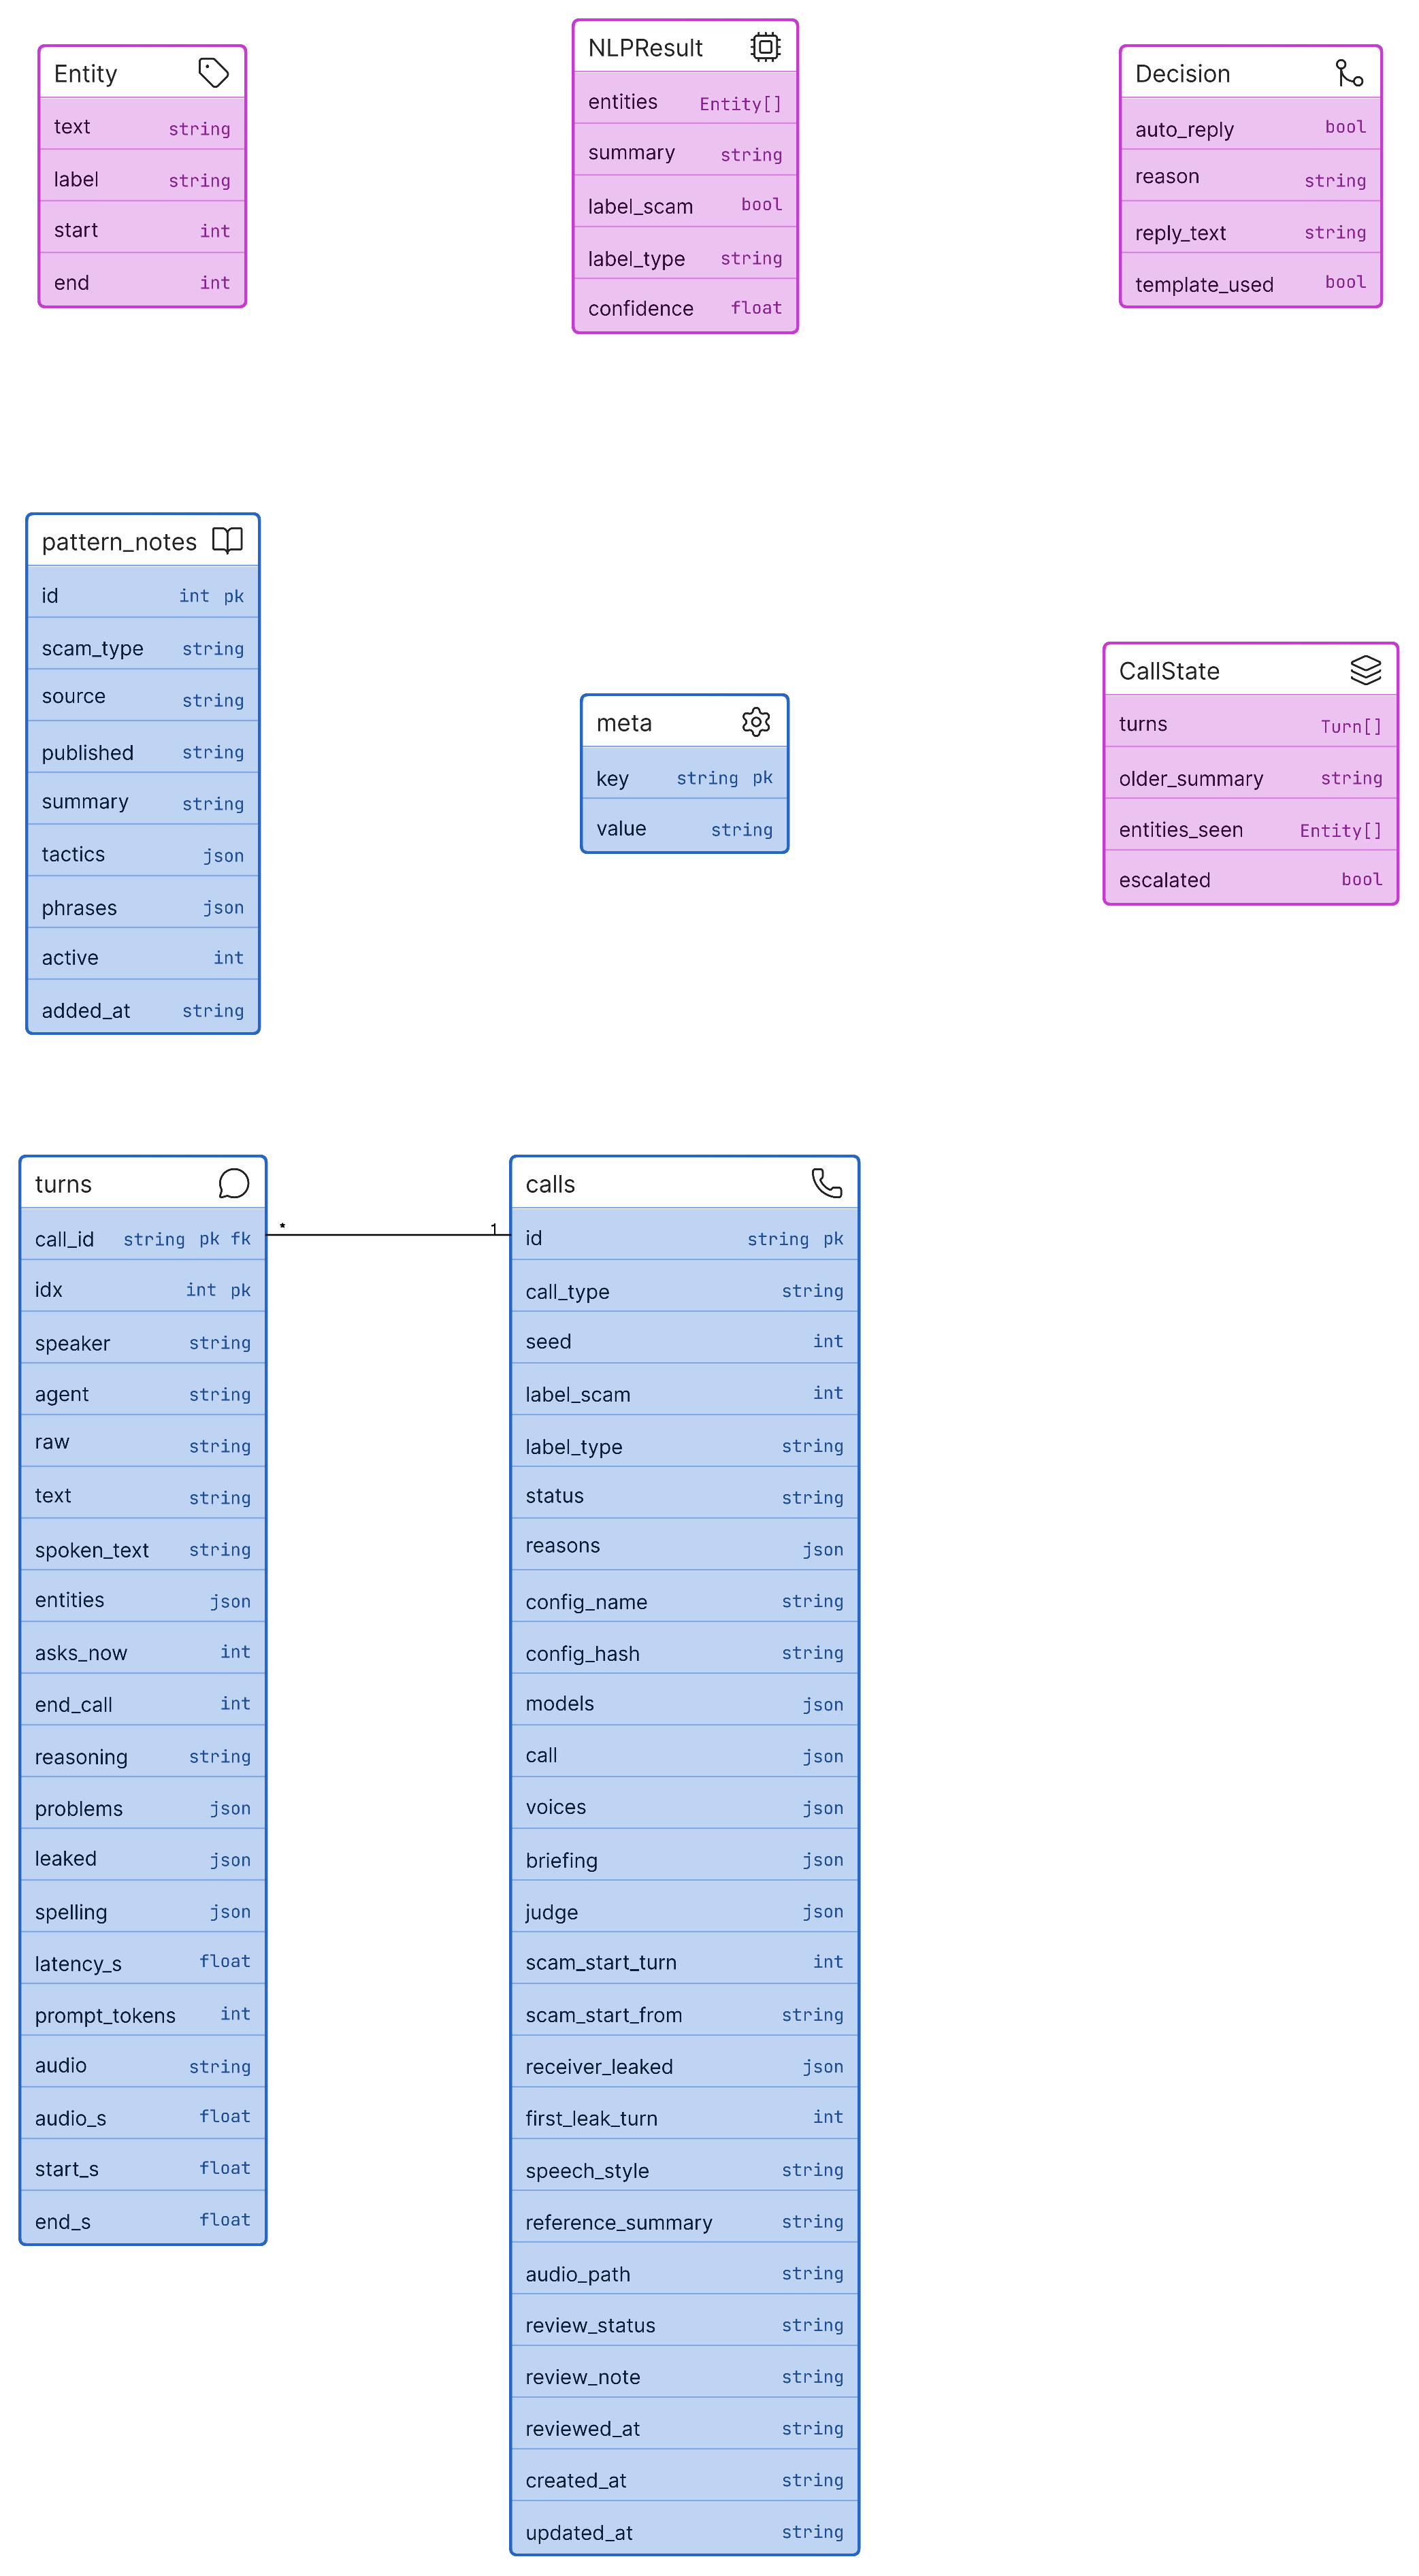 Entity
text string
label string
start int
end int
NLPResult
entities Entity[]
summary string
label_scam bool
label_type string
confidence float
Decision
auto_reply bool
reason string
reply_text string
template_used bool
pattern_notes
id int pk
scam_type string
source string
published string
summary string
tactics json
phrases json
active int
added_at string
meta
key string pk
value string
CallState
turns Turn[]
older_summary string
entities_seen Entity[]
escalated bool
turns
call_id string pk fk
idx int pk
speaker string
agent string
raw string
text string
spoken_text string
entities json
asks_now int
end_call int
reasoning string
problems json
leaked json
spelling json
latency_s float
prompt_tokens int
audio string
audio_s float
start_s float
end_s float
* 1
calls
id string pk
call_type string
seed int
label_scam int
label_type string
status string
reasons json
config_name string
config_hash string
models json
call json
voices json
briefing json
judge json
scam_start_turn int
scam_start_from string
receiver_leaked json
first_leak_turn int
speech_style string
reference_summary string
audio_path string
review_status string
review_note string
reviewed_at string
created_at string
updated_at string